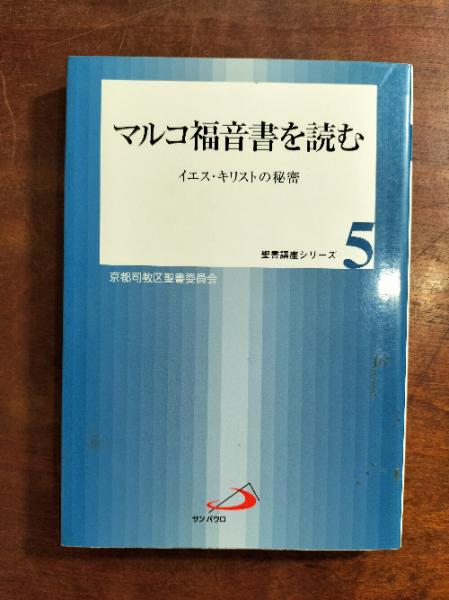 マルコ福音書を読む
イエス・キリストの秘密
聖書講座シリーズ 5
京都司教区聖書委員会
サンパウロ